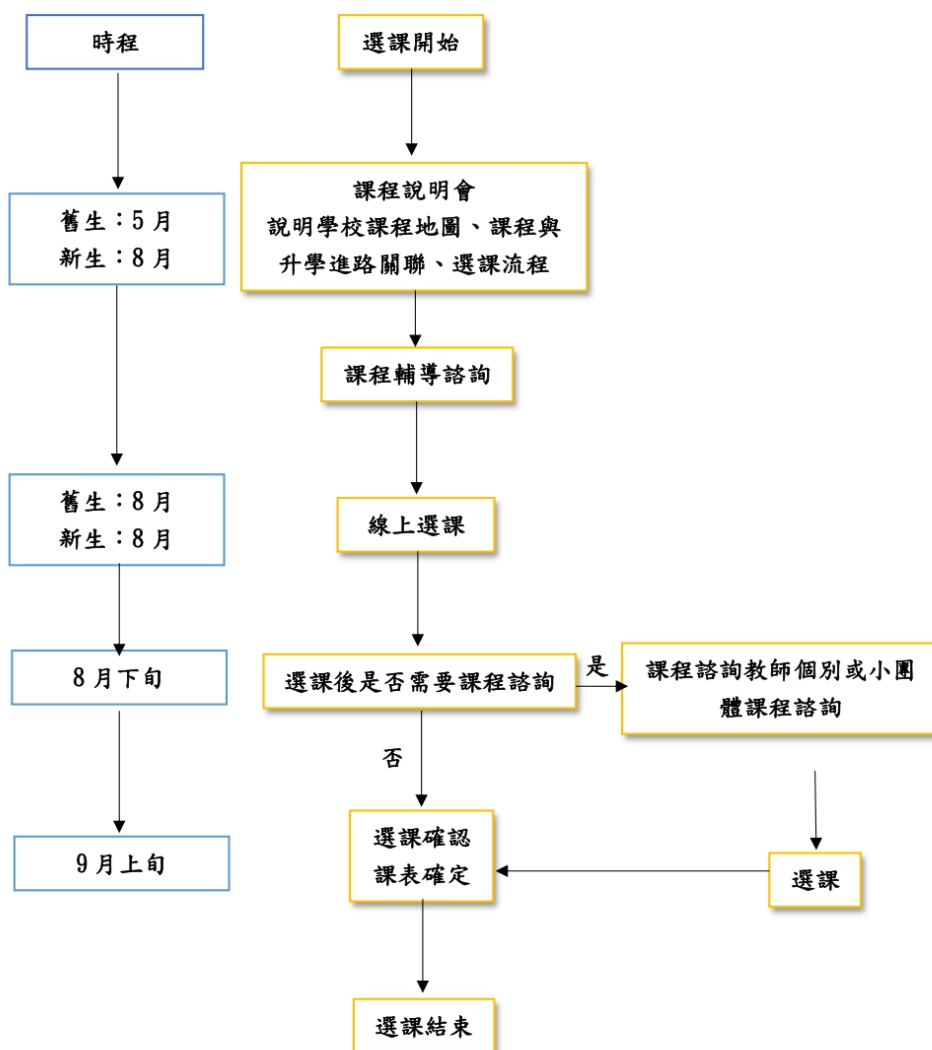 時程
選課開始
課程說明會
說明學校課程地圖、課程與
升學進路關聯、選課流程
舊生：5 月
新生：8 月
課程輔導諮詢
舊生：8 月
新生：8 月
線上選課
8 月下旬
選課後是否需要課程諮詢
是
課程諮詢教師個別或小團
體課程諮詢
否
9 月上旬
選課確認
課表確定
選課
選課結束